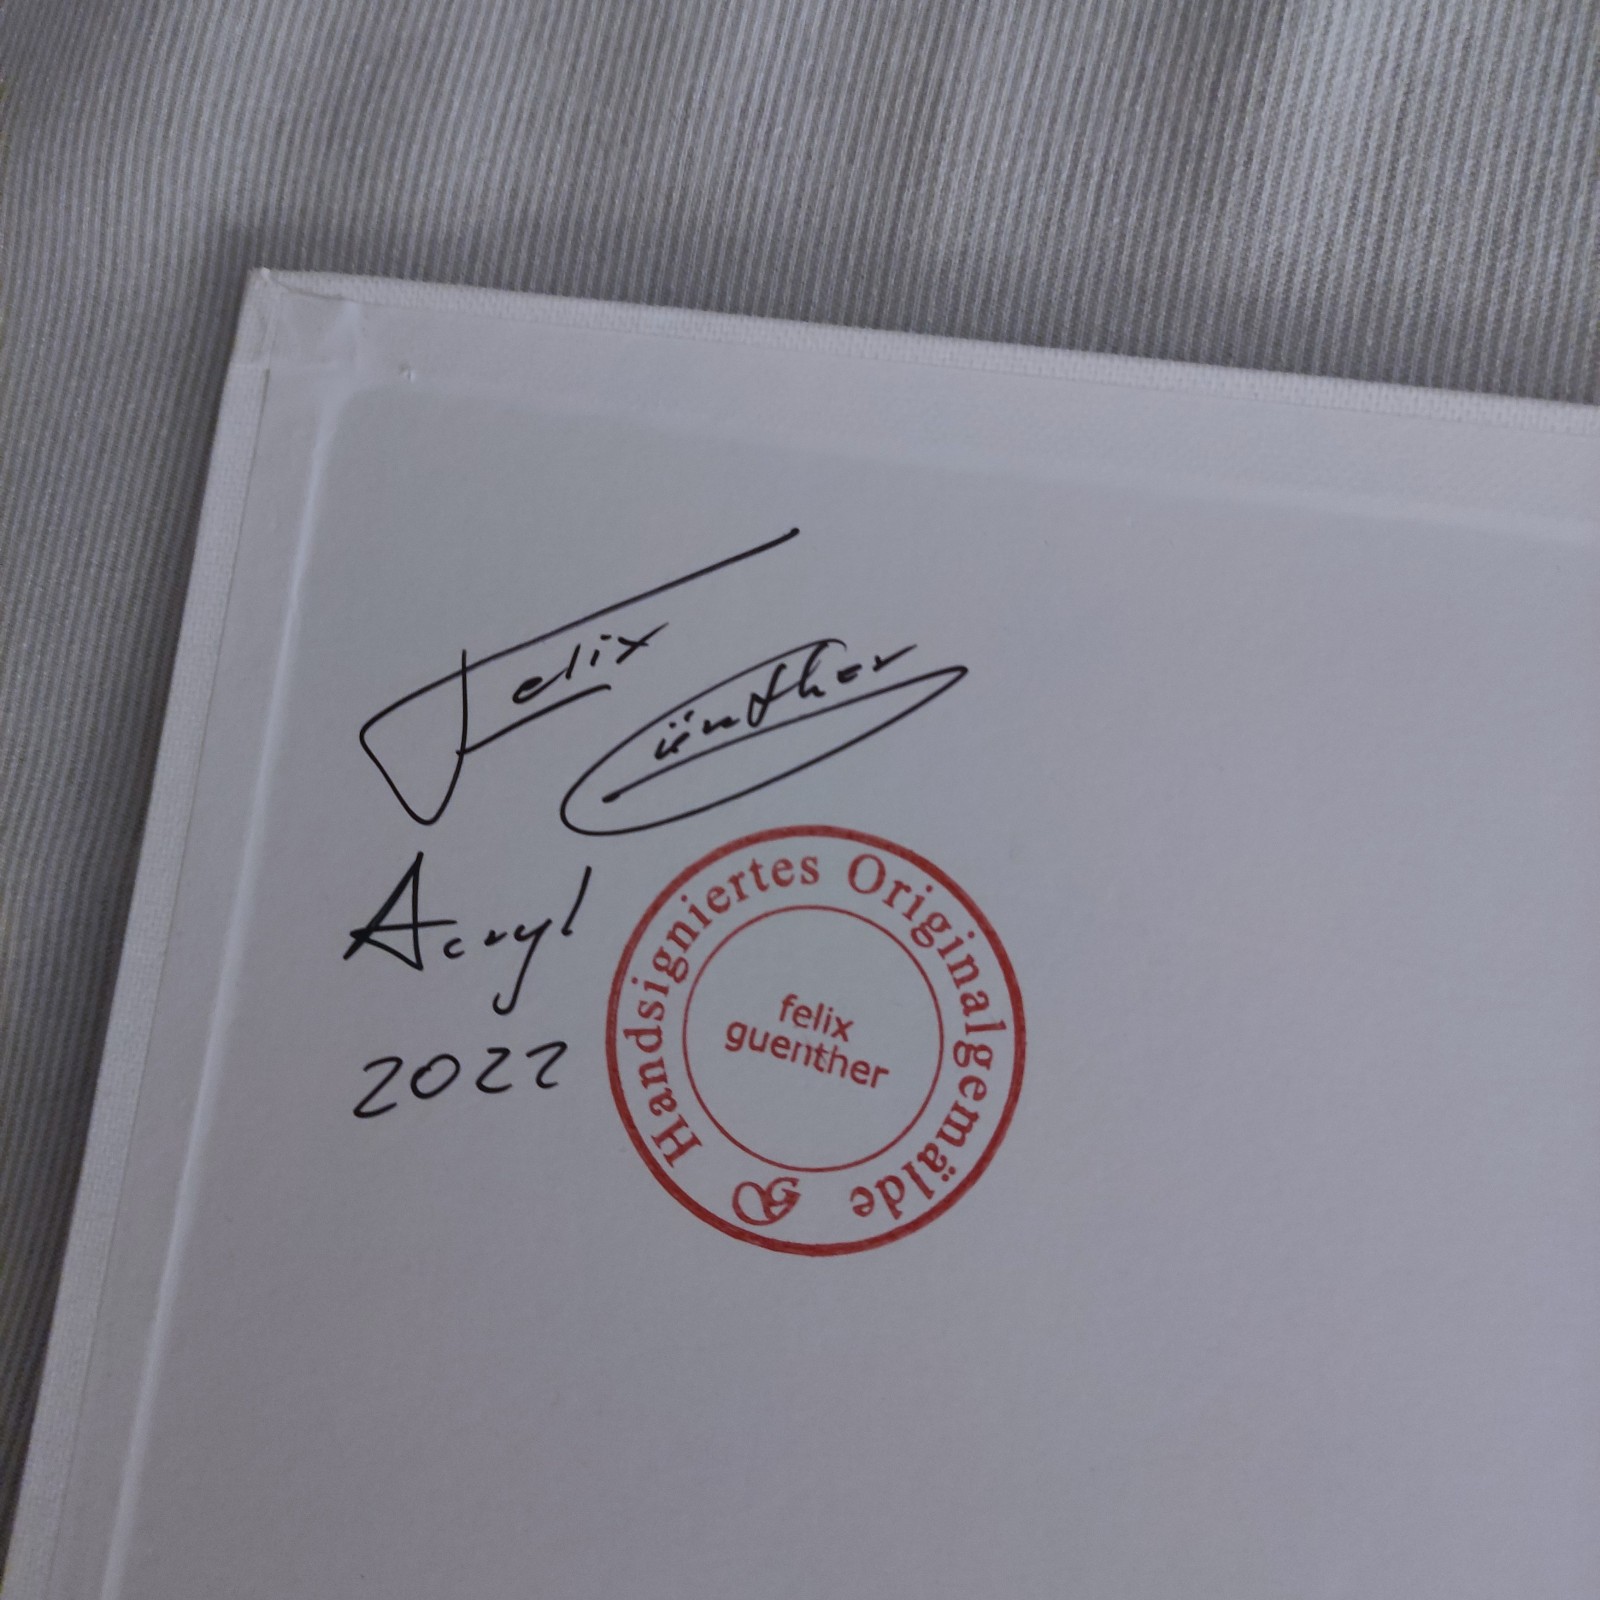 Felix Günther
Acryl
2022
Handsigniertes Originalgemälde
felix
guenther